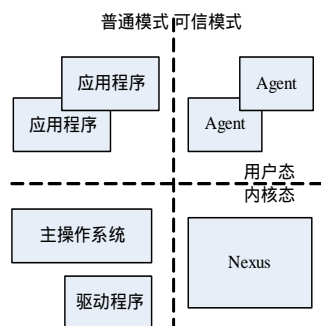 普通模式 可信模式
应用程序
应用程序
Agent
Agent
用户态
内核态
主操作系统
驱动程序
Nexus